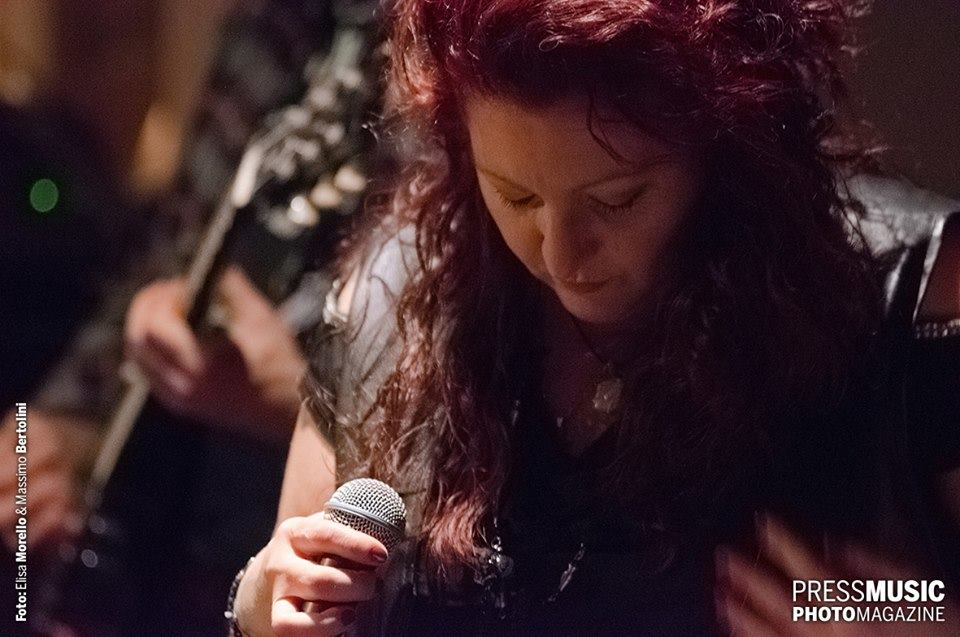 Foto: Elisa Morello & Massimo Bertolini
PRESSMUSIC
PHOTOMAGAZINE